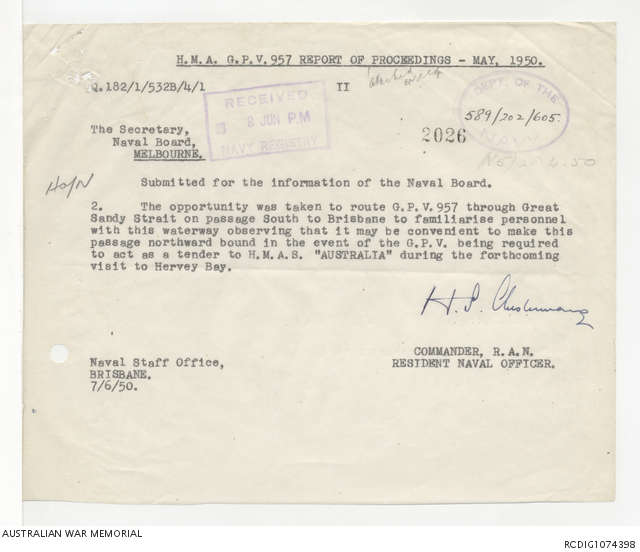 H.M.A. G.P.V. 957 REPORT OF PROCEEDINGS - MAY, 1950.
Q.182/1/532B/4/1
II
RECEIVED
8 JUN P.M
NAVY REGISTRY
DEPT. OF THE
589/202/605
NAVY
The Secretary,
Naval Board,
MELBOURNE.
2026
Submitted for the information of the Naval Board.
2. The opportunity was taken to route G.P.V. 957 through Great
Sandy Strait on passage South to Brisbane to familiarise personnel
with this waterway observing that it may be convenient to make this
passage northward bound in the event of the G.P.V. being required
to act as a tender to H.M.A.S. "AUSTRALIA" during the forthcoming
visit to Hervey Bay.
COMMANDER, R.A.N.
RESIDENT NAVAL OFFICER.
Naval Staff Office,
BRISBANE.
7/6/50.
AUSTRALIAN WAR MEMORIAL
RCDIG1074398